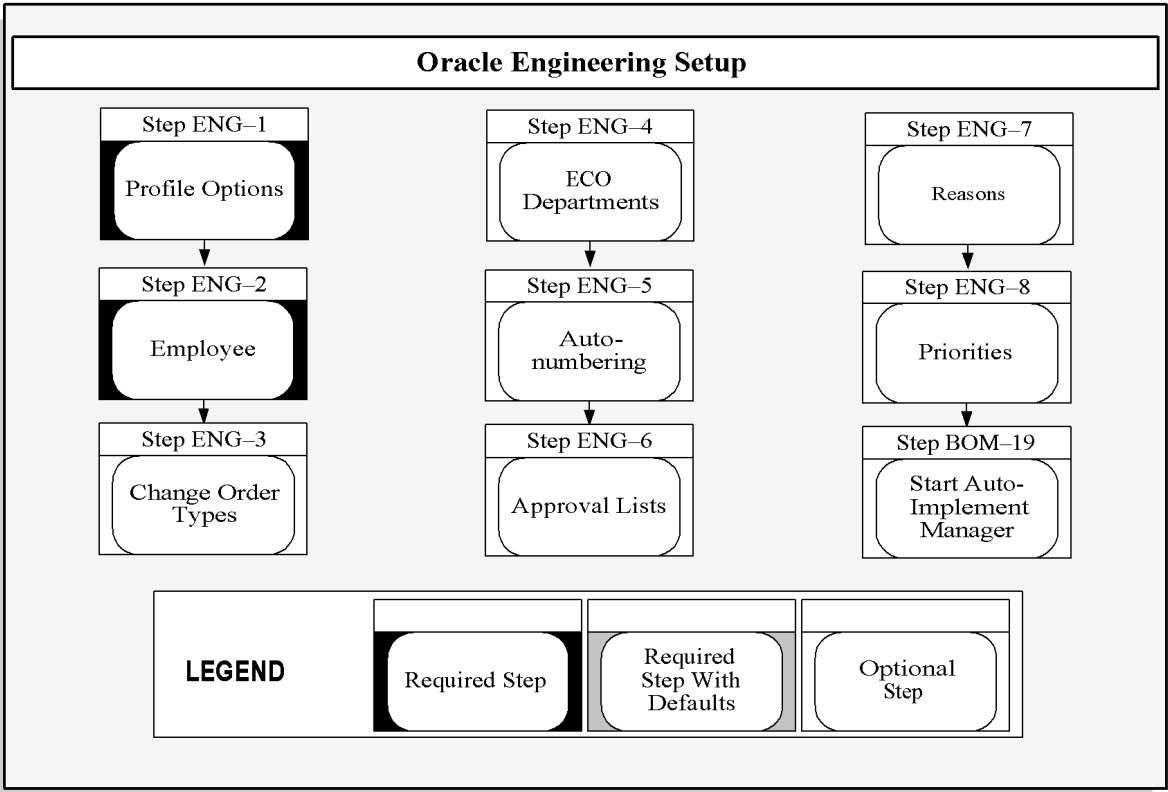 Oracle Engineering Setup
Step ENG–1
Profile Options
Step ENG–2
Employee
Step ENG–3
Change Order
Types
Step ENG–4
ECO
Departments
Step ENG–5
Auto-
numbering
Step ENG–6
Approval Lists
Step ENG–7
Reasons
Step ENG–8
Priorities
Step BOM–19
Start Auto-
Implement
Manager
LEGEND
Required Step
Required
Step With
Defaults
Optional
Step